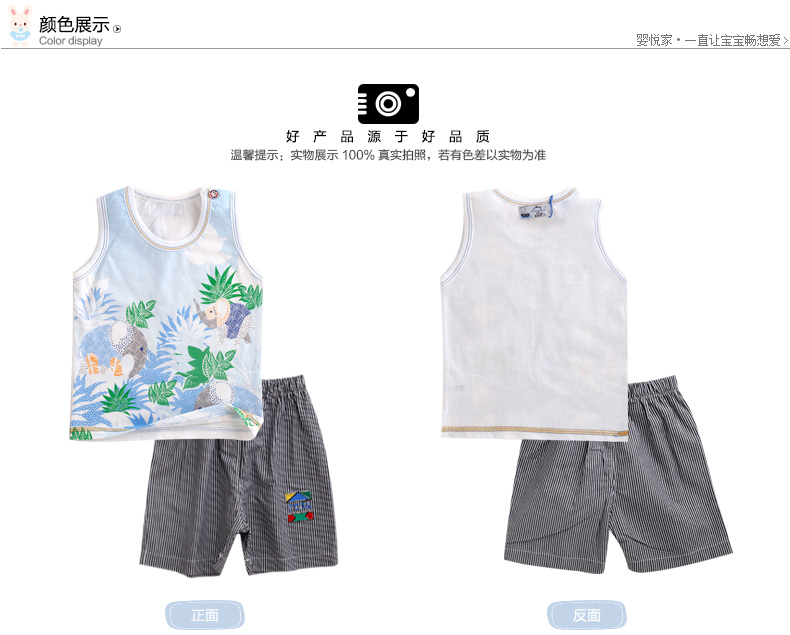 颜色展示
Color display
婴悦家·一直让宝宝畅想爱
好产品源于好品质
温馨提示：实物展示 100% 真实拍照，若有色差以实物为准
正面
反面